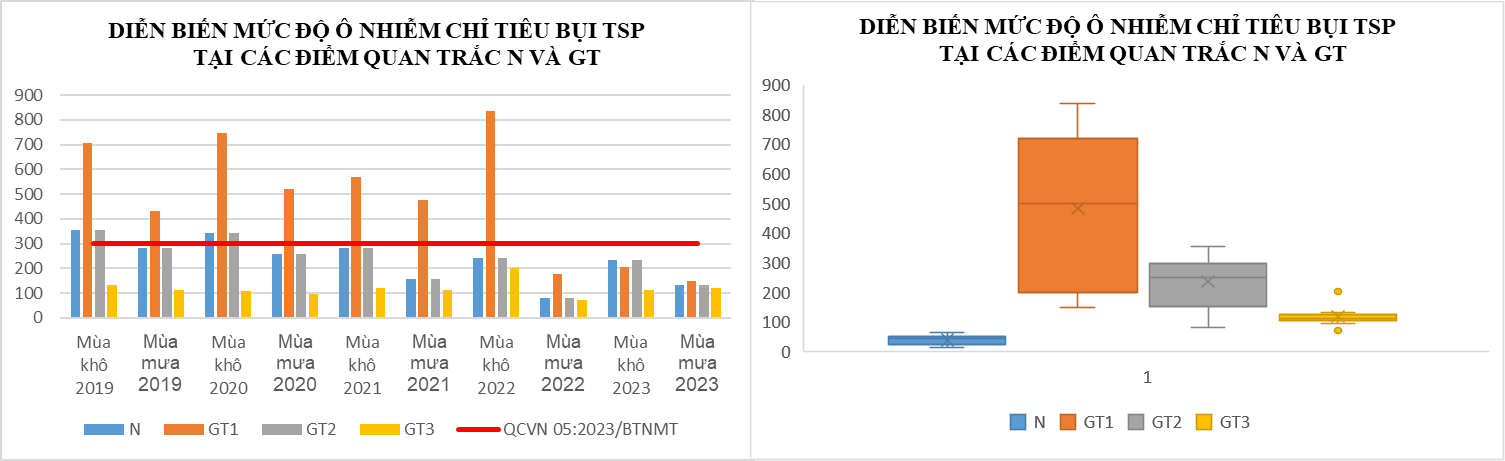 DIỄN BIẾN MỨC ĐỘ Ô NHIỄM CHỈ TIÊU BỤI TSP
TẠI CÁC ĐIỂM QUAN TRẮC N VÀ GT
900
800
700
600
500
400
300
200
100
0
Mùa khô 2019
Mùa mưa 2019
Mùa khô 2020
Mùa mưa 2020
Mùa khô 2021
Mùa mưa 2021
Mùa khô 2022
Mùa mưa 2022
Mùa khô 2023
Mùa mưa 2023
N GT1 GT2 GT3 QCVN 05:2023/BTNMT
DIỄN BIẾN MỨC ĐỘ Ô NHIỄM CHỈ TIÊU BỤI TSP
TẠI CÁC ĐIỂM QUAN TRẮC N VÀ GT
900
800
700
600
500
400
300
200
100
0
1
N GT1 GT2 GT3